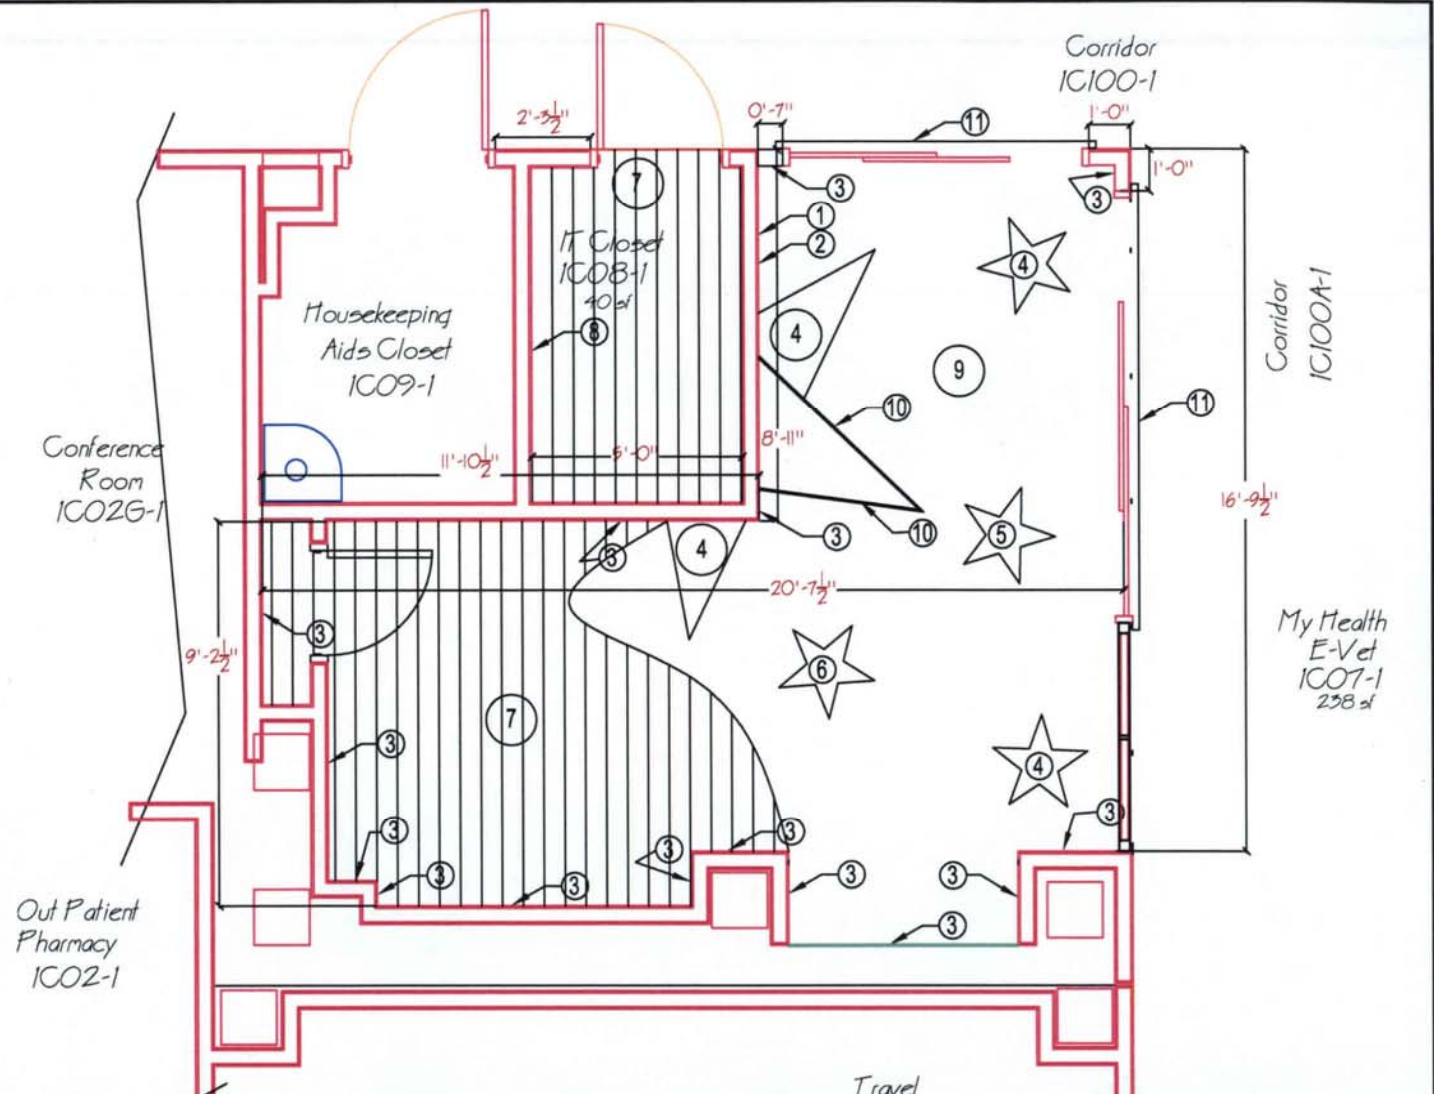 Corridor
1C100-1
2'-3½"
0'-7"
11
1'-0"
3
1'-0"
3
7
1
2
IT Closet
1C08-1
40 sf
4
8
4
9
Corridor
1C100A-1
Housekeeping
Aids Closet
1C09-1
10
11
Conference
Room
1C02G-1
11'-10½"
5'-0"
8'-11"
16'-9½"
10
5
3
3
4
20'-7½"
3
9'-2½"
6
My Health
E-Vet
1C07-1
238 sf
7
3
4
3
3
3
3
3
3
3
3
3
3
Out Patient
Pharmacy
1C02-1
Travel